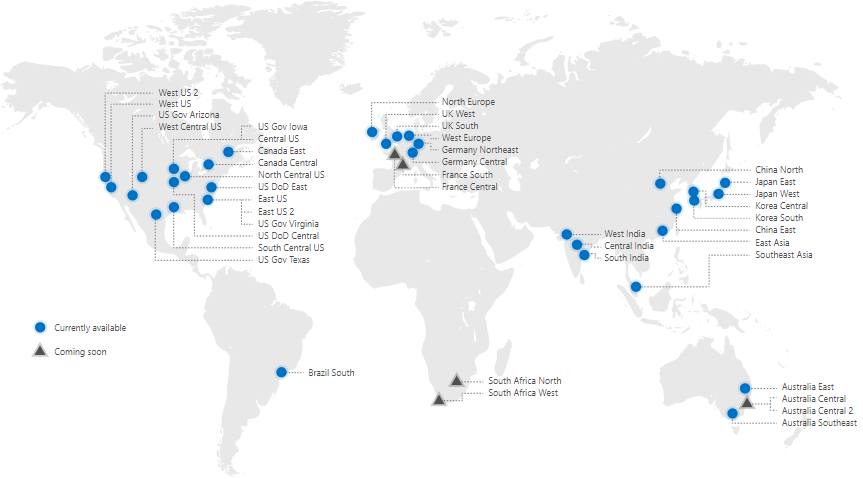 West US 2
West US
US Gov Arizona
West Central US
US Gov Iowa
Central US
Canada East
Canada Central
North Central US
US DoD East
East US
East US 2
US Gov Virginia
US DoD Central
South Central US
US Gov Texas
North Europe
UK West
UK South
West Europe
Germany Northeast
Germany Central
France South
France Central
China North
Japan East
Japan West
Korea Central
Korea South
China East
East Asia
Southeast Asia
West India
Central India
South India
Currently available
Coming soon
Brazil South
South Africa North
South Africa West
Australia East
Australia Central
Australia Central 2
Australia Southeast